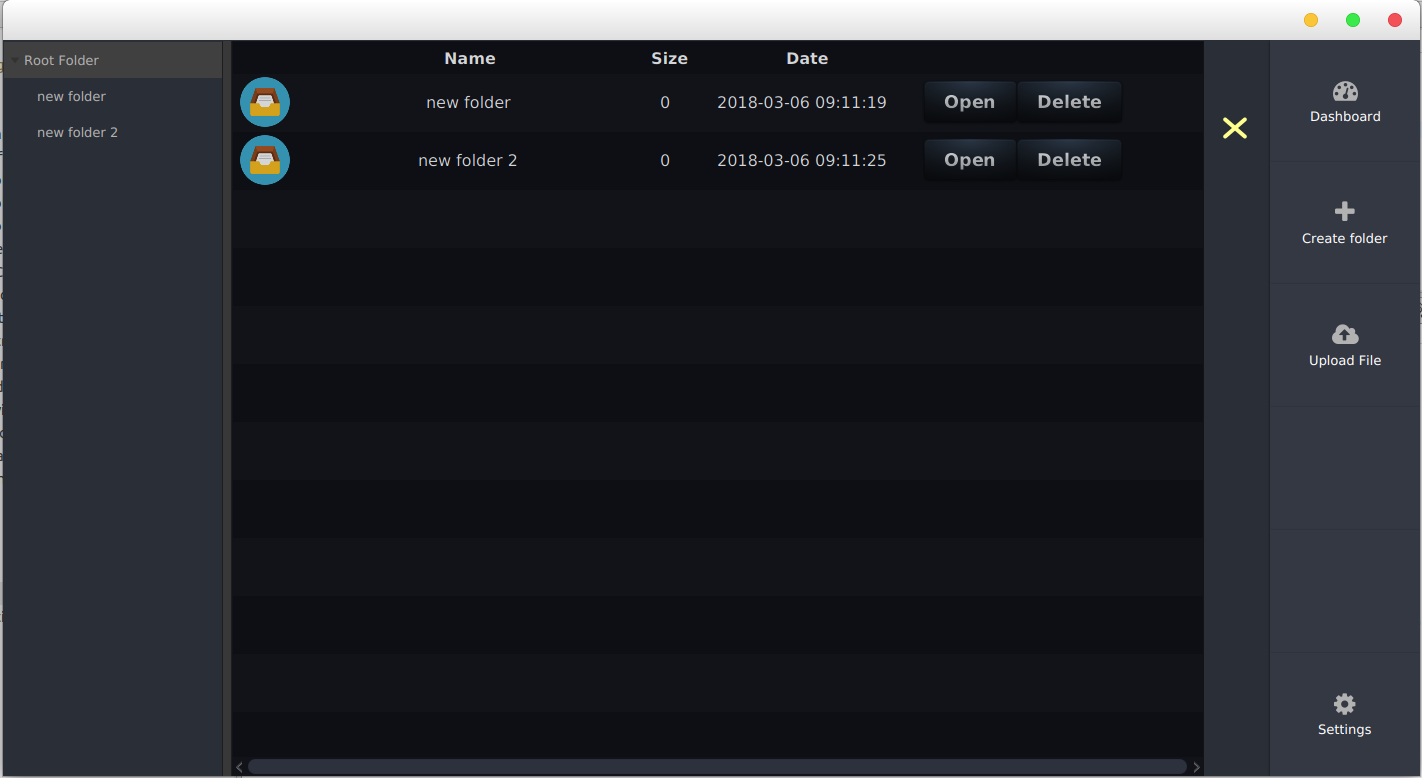 Root Folder
new folder
new folder 2
Name Size Date
new folder 0 2018-03-06 09:11:19 Open Delete
new folder 2 0 2018-03-06 09:11:25 Open Delete
Dashboard
Create folder
Upload File
Settings